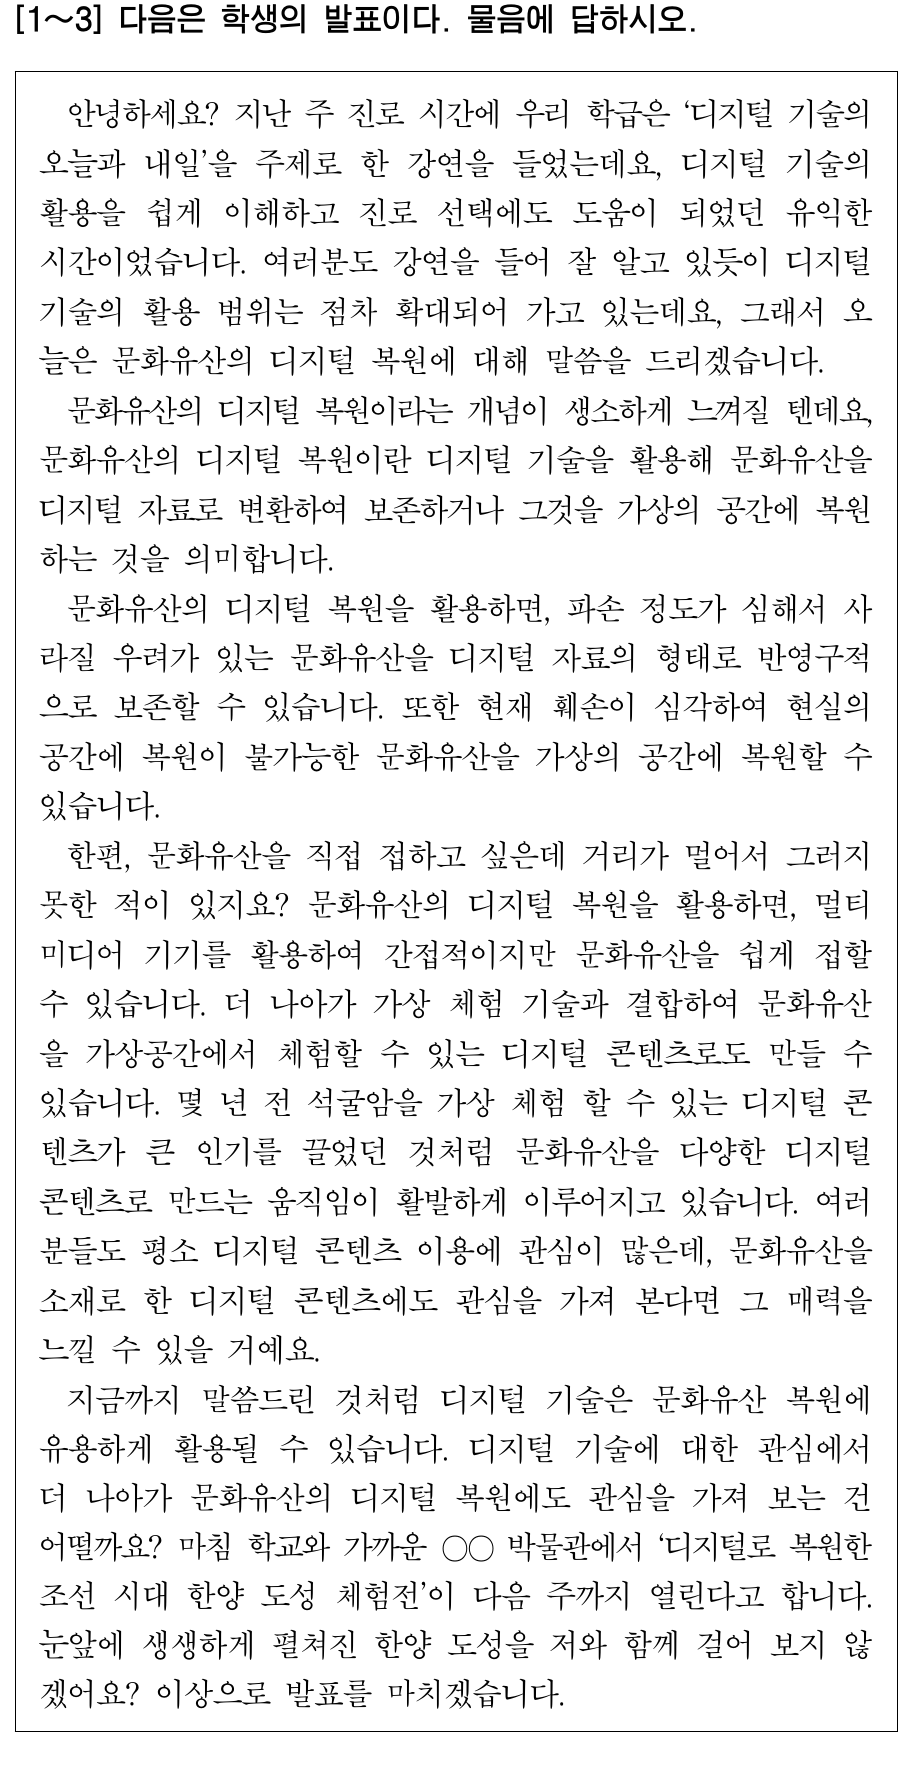 [1～3] 다음은 학생의 발표이다. 물음에 답하시오.
안녕하세요? 지난 주 진로 시간에 우리 학급은 ‘디지털 기술의
오늘과 내일’을 주제로 한 강연을 들었는데요, 디지털 기술의
활용을 쉽게 이해하고 진로 선택에도 도움이 되었던 유익한
시간이었습니다. 여러분도 강연을 들어 잘 알고 있듯이 디지털
기술의 활용 범위는 점차 확대되어 가고 있는데요, 그래서 오
늘은 문화유산의 디지털 복원에 대해 말씀을 드리겠습니다.
문화유산의 디지털 복원이라는 개념이 생소하게 느껴질 텐데요,
문화유산의 디지털 복원이란 디지털 기술을 활용해 문화유산을
디지털 자료로 변환하여 보존하거나 그것을 가상의 공간에 복원
하는 것을 의미합니다.
문화유산의 디지털 복원을 활용하면, 파손 정도가 심해서 사
라질 우려가 있는 문화유산을 디지털 자료의 형태로 반영구적
으로 보존할 수 있습니다. 또한 현재 훼손이 심각하여 현실의
공간에 복원이 불가능한 문화유산을 가상의 공간에 복원할 수
있습니다.
한편, 문화유산을 직접 접하고 싶은데 거리가 멀어서 그러지
못한 적이 있지요? 문화유산의 디지털 복원을 활용하면, 멀티
미디어 기기를 활용하여 간접적이지만 문화유산을 쉽게 접할
수 있습니다. 더 나아가 가상 체험 기술과 결합하여 문화유산
을 가상공간에서 체험할 수 있는 디지털 콘텐츠로도 만들 수
있습니다. 몇 년 전 석굴암을 가상 체험 할 수 있는 디지털 콘
텐츠가 큰 인기를 끌었던 것처럼 문화유산을 다양한 디지털
콘텐츠로 만드는 움직임이 활발하게 이루어지고 있습니다. 여러
분들도 평소 디지털 콘텐츠 이용에 관심이 많은데, 문화유산을
소재로 한 디지털 콘텐츠에도 관심을 가져 본다면 그 매력을
느낄 수 있을 거예요.
지금까지 말씀드린 것처럼 디지털 기술은 문화유산 복원에
유용하게 활용될 수 있습니다. 디지털 기술에 대한 관심에서
더 나아가 문화유산의 디지털 복원에도 관심을 가져 보는 건
어떨까요? 마침 학교와 가까운 ○○ 박물관에서 ‘디지털로 복원한
조선 시대 한양 도성 체험전’이 다음 주까지 열린다고 합니다.
눈앞에 생생하게 펼쳐진 한양 도성을 저와 함께 걸어 보지 않
겠어요? 이상으로 발표를 마치겠습니다.